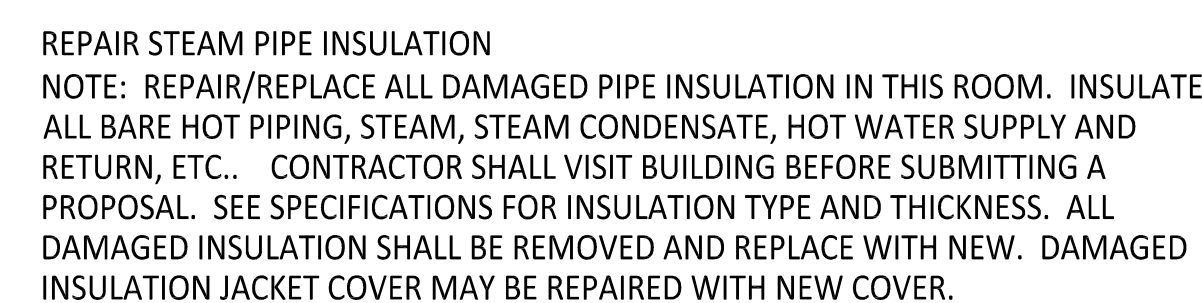 REPAIR STEAM PIPE INSULATION
NOTE:  REPAIR/REPLACE ALL DAMAGED PIPE INSULATION IN THIS ROOM.  INSULATE
ALL BARE HOT PIPING, STEAM, STEAM CONDENSATE, HOT WATER SUPPLY AND
RETURN, ETC..    CONTRACTOR SHALL VISIT BUILDING BEFORE SUBMITTING A
PROPOSAL.  SEE SPECIFICATIONS FOR INSULATION TYPE AND THICKNESS.  ALL
DAMAGED INSULATION SHALL BE REMOVED AND REPLACE WITH NEW.  DAMAGED
INSULATION JACKET COVER MAY BE REPAIRED WITH NEW COVER.